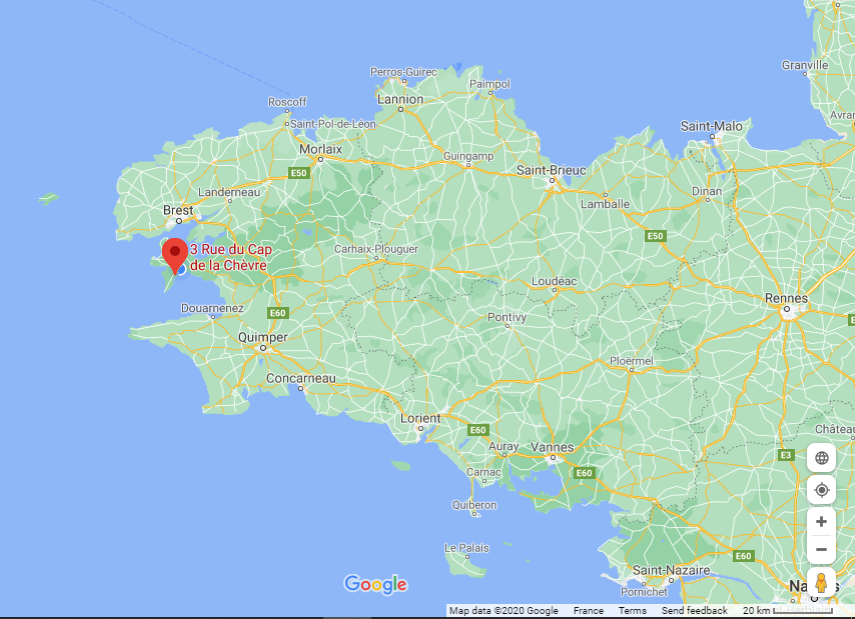 Granville
Perros-Guirec
Paimpol
Lannion
Roscoff
Avran
Saint-Pol-de-Léon
Saint-Malo
Morlaix
Guingamp
E50
Saint-Brieuc
Landerneau
Dinan
Lamballe
Brest
E50
3 Rue du Cap
de la Chèvre
Carhaix-Plouguer
Loudéac
Rennes
Douarnenez
E60
Pontivy
Quimper
Ploërmel
Concarneau
Lorient
E60
Château
Auray
Vannes
E3
Carnac
E60
Quiberon
Le Palais
E60
Saint-Nazaire
Google
Pornichet
Map data ©2020 Google France Terms Send feedback 20 km